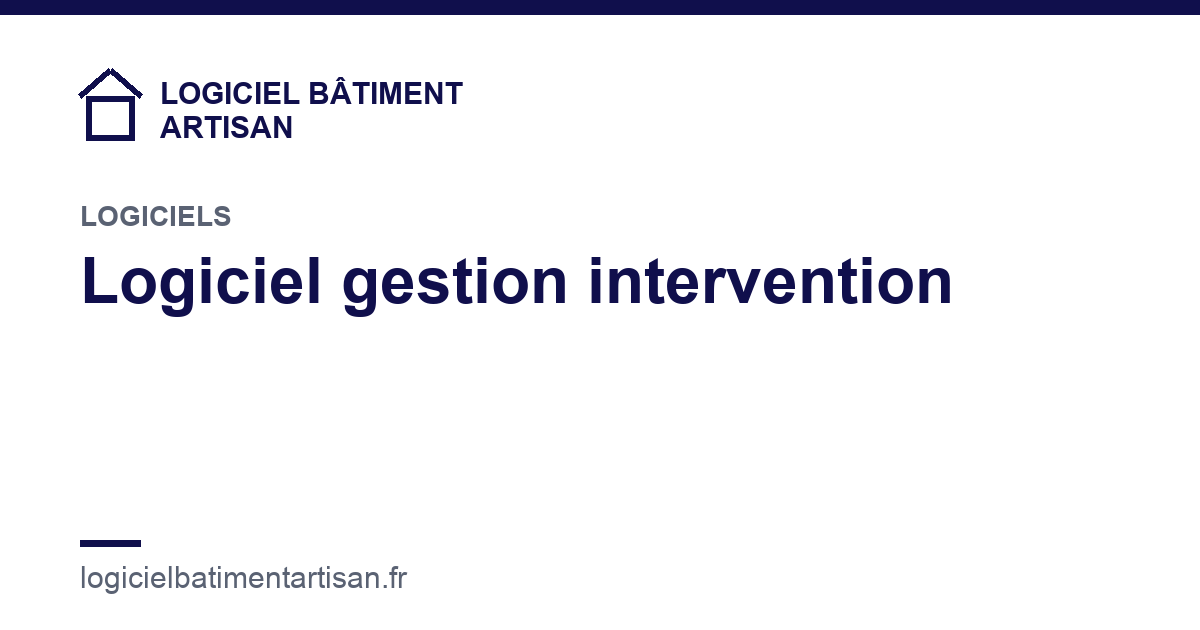 LOGICIEL BÂTIMENT
ARTISAN
LOGICIELS
Logiciel gestion intervention
logicielbatimentartisan.fr